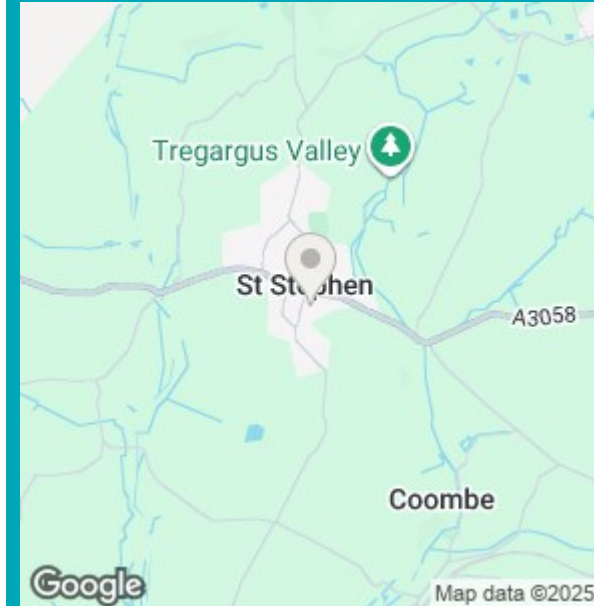 Tregargus Valley
St Stephen
A3058
Coombe
Google
Map data ©2025